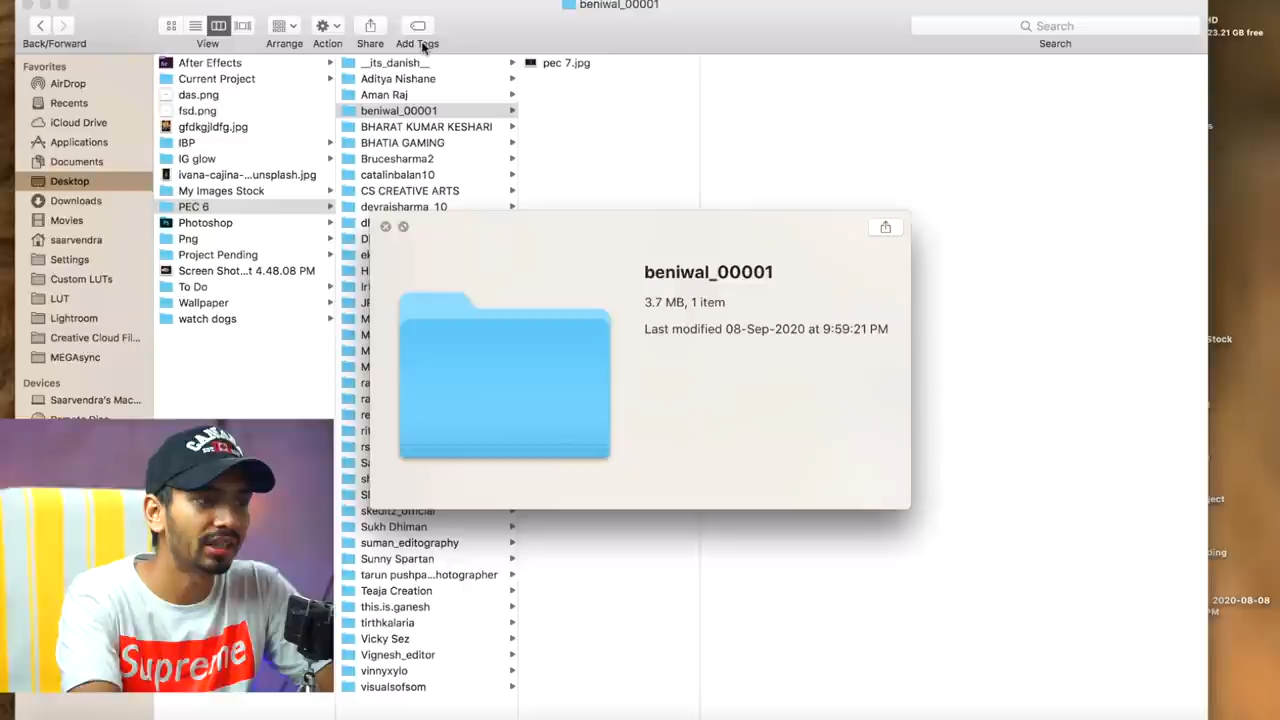 beniwal_00001
HD
23.21 GB free
Search
Back/Forward
View
Arrange
Action
Share
Add Tags
Search
Favorites
AirDrop
Recents
iCloud Drive
Applications
Documents
Desktop
Downloads
Movies
saarvendra
Settings
Custom LUTs
LUT
Lightroom
Creative Cloud Fil...
MEGAsync
Devices
Saarvendra's Mac...
After Effects
Current Project
das.png
fsd.png
gfdkgjldfg.jpg
IBP
IG glow
ivana-cajina-...unsplash.jpg
My Images Stock
PEC 6
Photoshop
Png
Project Pending
Screen Shot...t 4.48.08 PM
To Do
Wallpaper
watch dogs
__its_danish__
Aditya Nishane
Aman Raj
beniwal_00001
BHARAT KUMAR KESHARI
BHATIA GAMING
Brucesharma2
catalinbalan10
CS CREATIVE ARTS
devraisharma_10
skeditz_official
Sukh Dhiman
suman_editography
Sunny Spartan
tarun pushpa...hotographer
Teaja Creation
this.is.ganesh
tirthkalaria
Vicky Sez
Vignesh_editor
vinnyxylo
visualsofsom
pec 7.jpg
beniwal_00001
3.7 MB, 1 item
Last modified 08-Sep-2020 at 9:59:21 PM
Stock
2020-08-08
PM
CANADA
Supreme